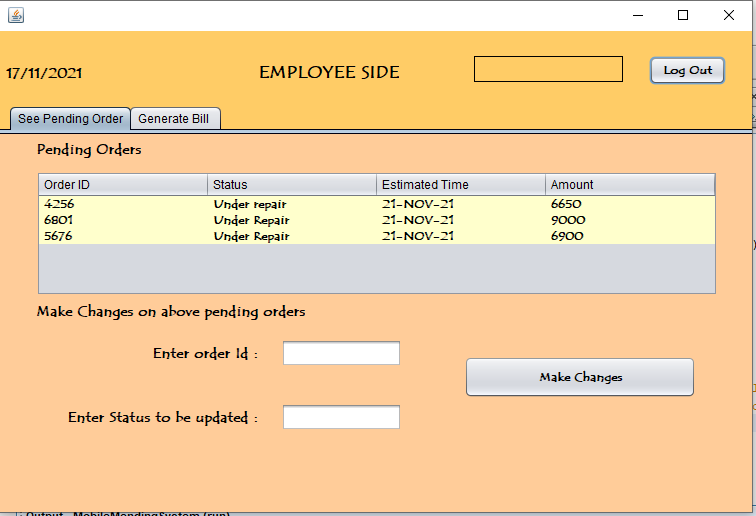 17/11/2021 EMPLOYEE SIDE Log Out
See Pending Order Generate Bill
Pending Orders
Order ID Status Estimated Time Amount
4256 Under repair 21-NOV-21 6650
6801 Under Repair 21-NOV-21 9000
5676 Under Repair 21-NOV-21 6900
Make Changes on above pending orders
Enter order Id :
Make Changes
Enter Status to be updated :
Output - MobileMendingSystem (run)